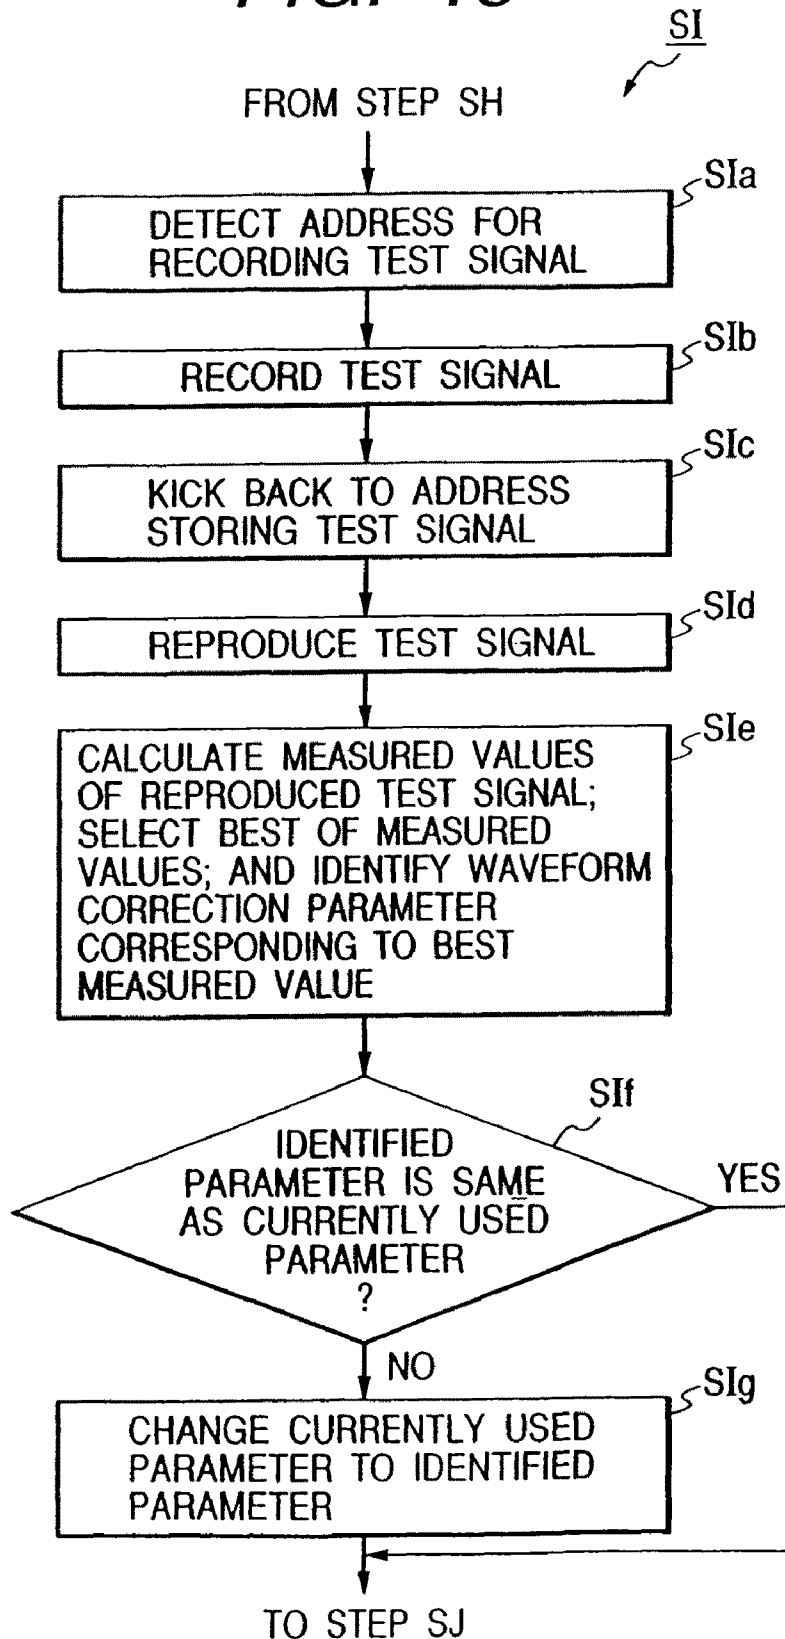 SI
FROM STEP SH
SIa
DETECT ADDRESS FOR
RECORDING TEST SIGNAL
SIb
RECORD TEST SIGNAL
SIc
KICK BACK TO ADDRESS
STORING TEST SIGNAL
SId
REPRODUCE TEST SIGNAL
SIe
CALCULATE MEASURED VALUES
OF REPRODUCED TEST SIGNAL;
SELECT BEST OF MEASURED
VALUES; AND IDENTIFY WAVEFORM
CORRECTION PARAMETER
CORRESPONDING TO BEST
MEASURED VALUE
SIf
IDENTIFIED
PARAMETER IS SAME
AS CURRENTLY USED
PARAMETER
?
YES
NO
SIg
CHANGE CURRENTLY USED
PARAMETER TO IDENTIFIED
PARAMETER
TO STEP SJ